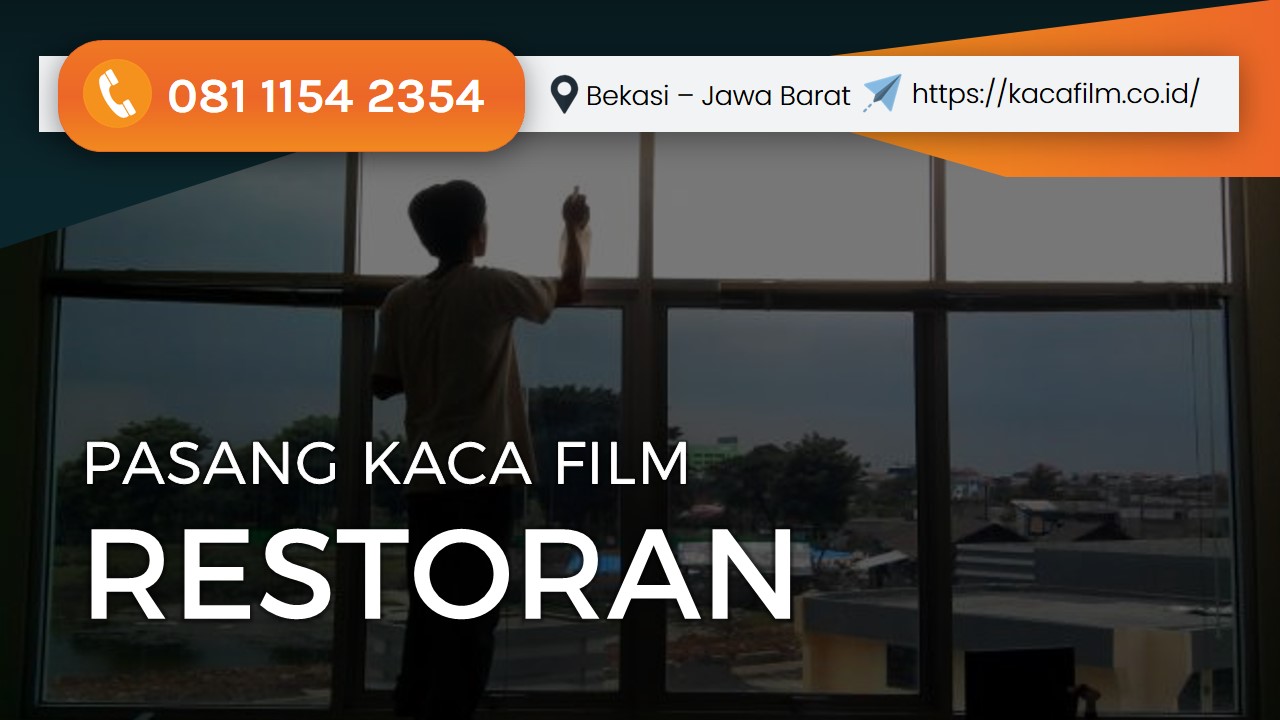 081 1154 2354
Bekasi – Jawa Barat
https://kacafilm.co.id/
PASANG KACA FILM
RESTORAN